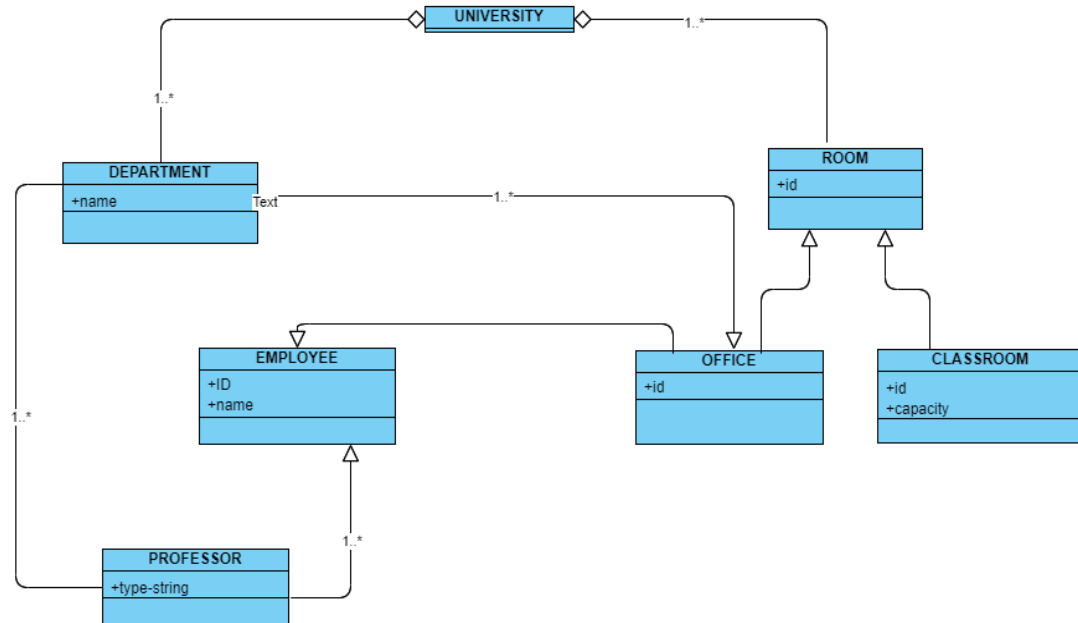 UNIVERSITY
1..*
1..*
DEPARTMENT
+name
Text
1..*
ROOM
+id
EMPLOYEE
+ID
+name
OFFICE
+id
CLASSROOM
+id
+capacity
1..*
1..*
PROFESSOR
+type-string